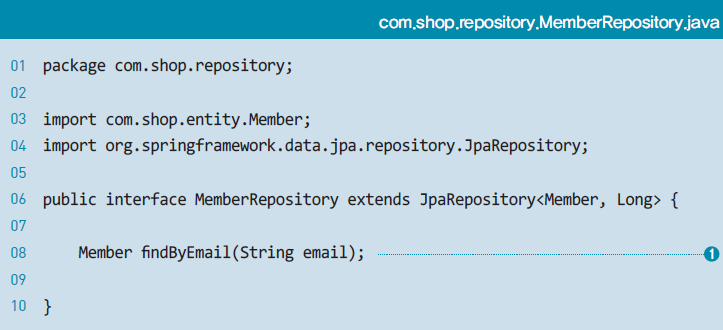 com.shop.repository.MemberRepository.java
01 package com.shop.repository;
02
03 import com.shop.entity.Member;
04 import org.springframework.data.jpa.repository.JpaRepository;
05
06 public interface MemberRepository extends JpaRepository<Member, Long> {
07
08     Member findByEmail(String email); 1
09
10 }